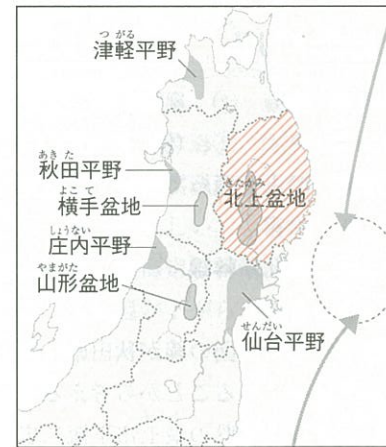 つがる
津軽平野
あきた
秋田平野
よこて
横手盆地
きたかみ
北上盆地
しょうない
庄内平野
やまがた
山形盆地
せんだい
仙台平野